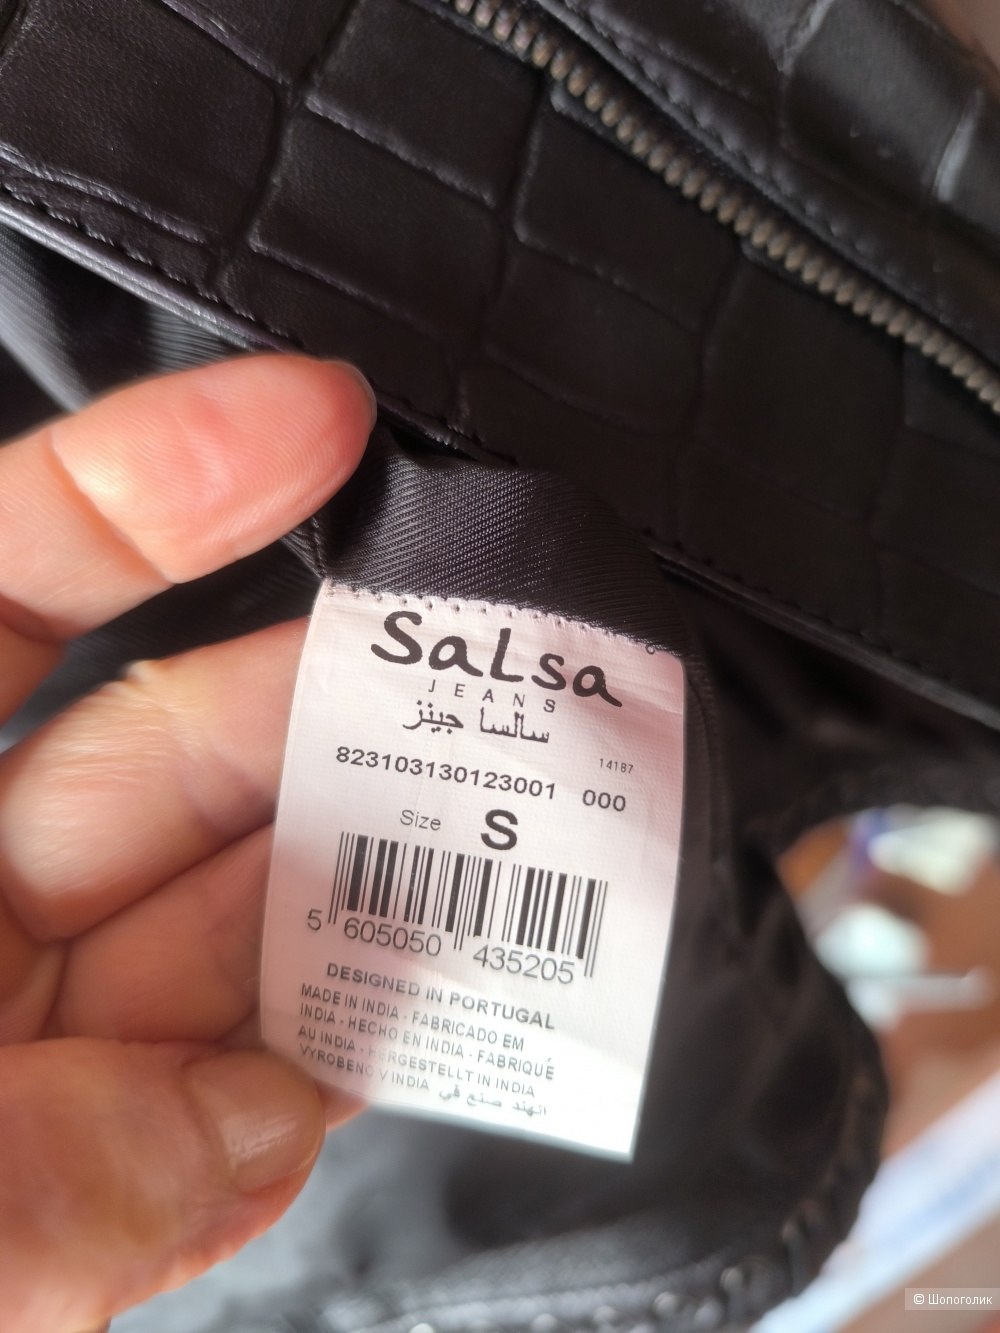 Salsa
JEANS
سالسا جينز
14187
823103130123001 000
Size S
5 605050 435205
DESIGNED IN PORTUGAL
MADE IN INDIA - FABRICADO EM
INDIA - HECHO EN INDIA - FABRIQUÉ
AU INDIA - HERGESTELLT IN INDIA
VYROBENO V INDIA صنع في الهند
© Шопоголик